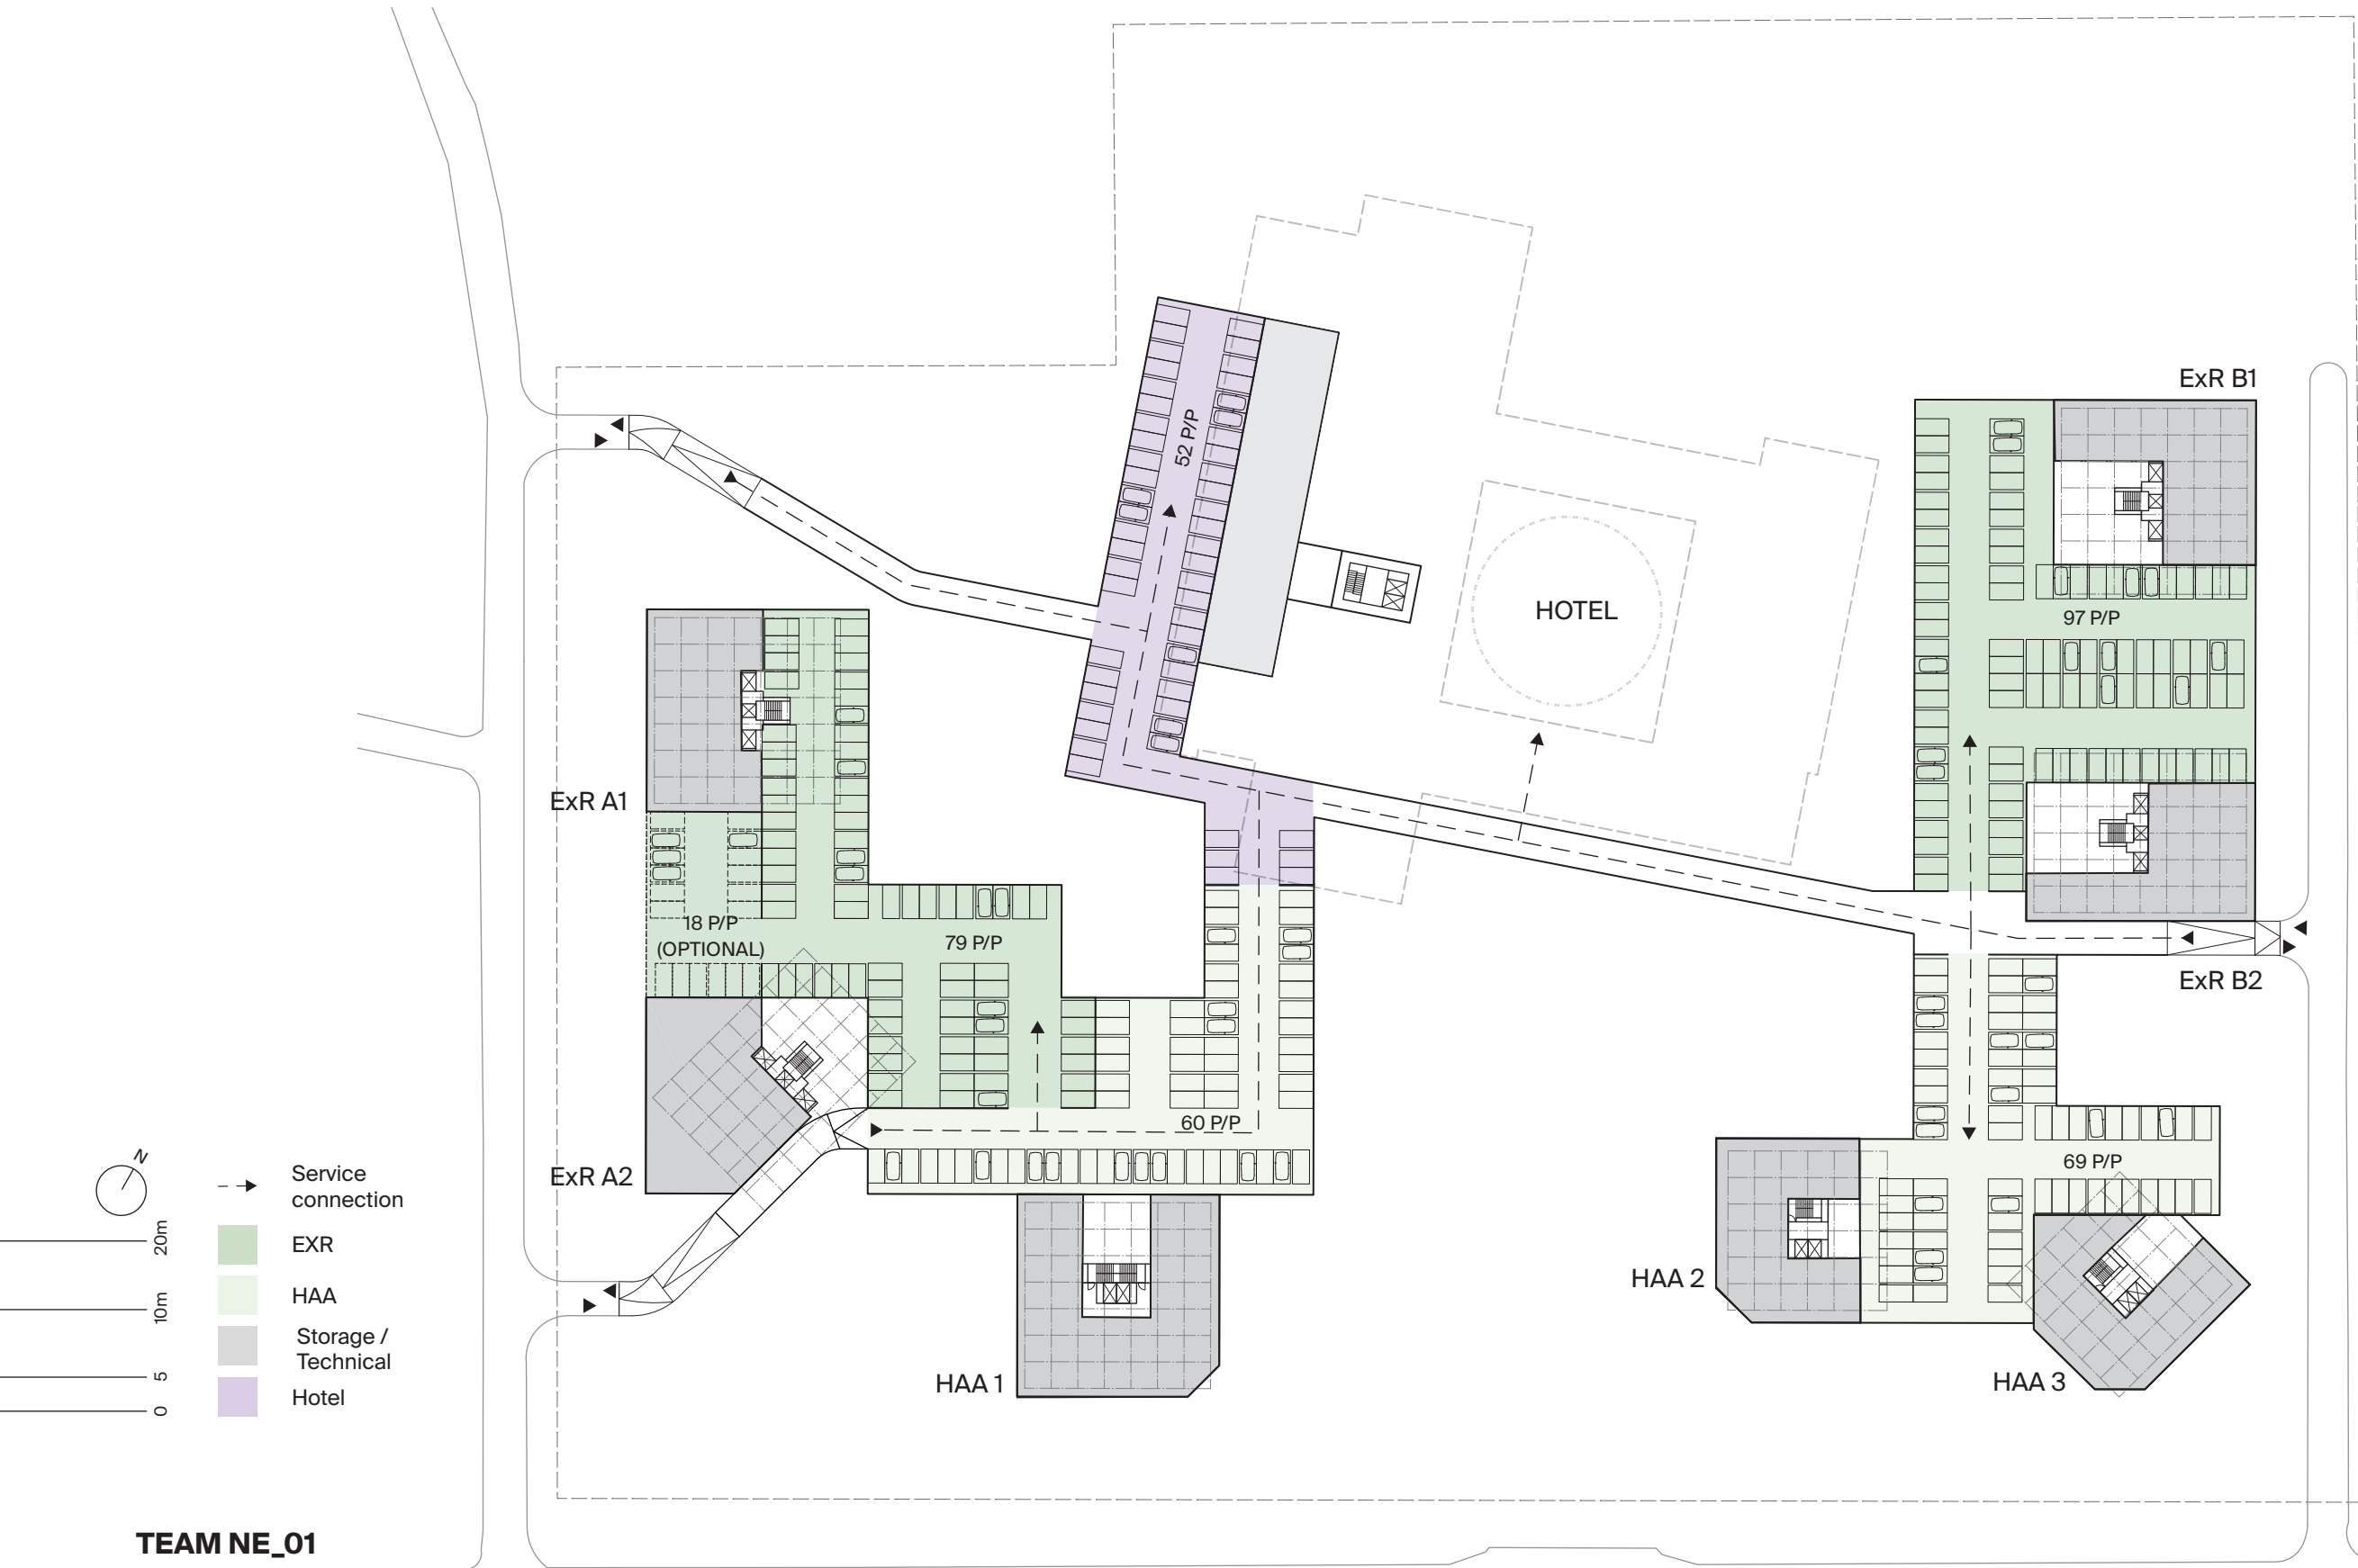 ExR B1
52 P/P
HOTEL
97 P/P
ExR A1
18 P/P
(OPTIONAL)
79 P/P
ExR B2
60 P/P
69 P/P
ExR A2
HAA 2
HAA 1
HAA 3
N
20m
10m
5
0
Service
connection
EXR
HAA
Storage /
Technical
Hotel
TEAM NE_01